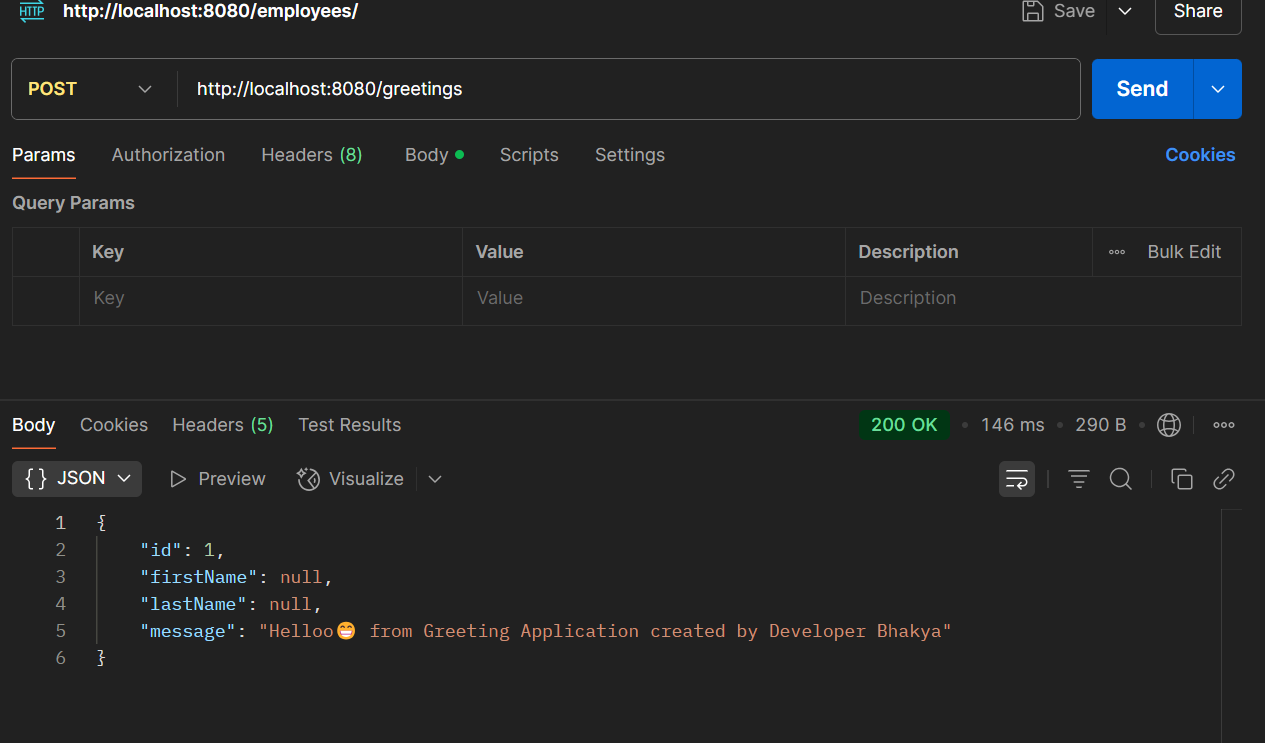 HTTP http://localhost:8080/employees/ Save Share
POST http://localhost:8080/greetings Send
Params Authorization Headers (8) Body Scripts Settings Cookies
Query Params
Key Value Description Bulk Edit
Key Value Description
Body Cookies Headers (5) Test Results 200 OK 146 ms 290 B
{} JSON Preview Visualize
1 {
2 "id": 1,
3 "firstName": null,
4 "lastName": null,
5 "message": "Helloo😁 from Greeting Application created by Developer Bhakya"
6 }